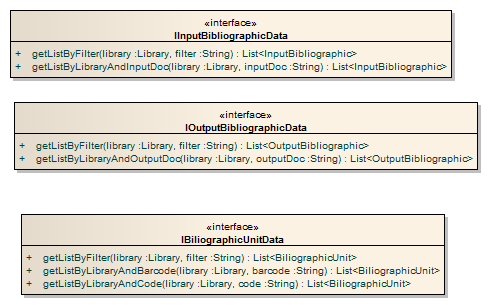 «interface»
IInputBibliographicData
+ getListByFilter(library :Library, filter :String) : List<InputBibliographic>
+ getListByLibraryAndInputDoc(library :Library, inputDoc :String) : List<InputBibliographic>
«interface»
IOutputBibliographicData
+ getListByFilter(library :Library, filter :String) : List<OutputBibliographic>
+ getListByLibraryAndOutputDoc(library :Library, outputDoc :String) : List<OutputBibliographic>
«interface»
IBiliographicUnitData
+ getListByFilter(library :Library, filter :String) : List<BiliographicUnit>
+ getListByLibraryAndBarcode(library :Library, barcode :String) : List<BiliographicUnit>
+ getListByLibraryAndCode(library :Library, code :String) : List<BiliographicUnit>